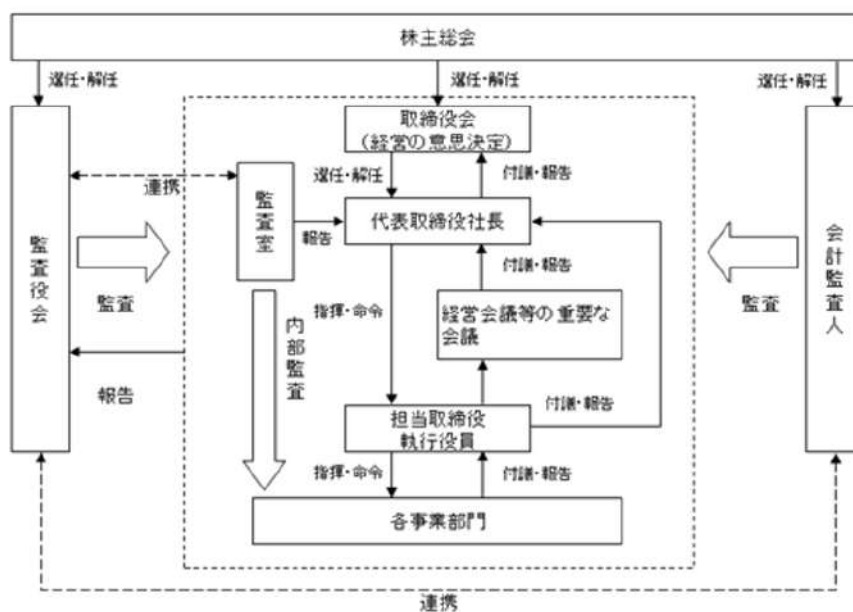 株主総会
選任・解任
選任・解任
選任・解任
取締役会
(経営の意思決定)
選任・解任
付議・報告
連携
監査室
報告
代表取締役社長
監査役会
監査
会計監査人
監査
付議・報告
指揮・命令
経営会議等の重要な
会議
内部監査
報告
担当取締役
執行役員
付議・報告
指揮・命令
付議・報告
各事業部門
連携